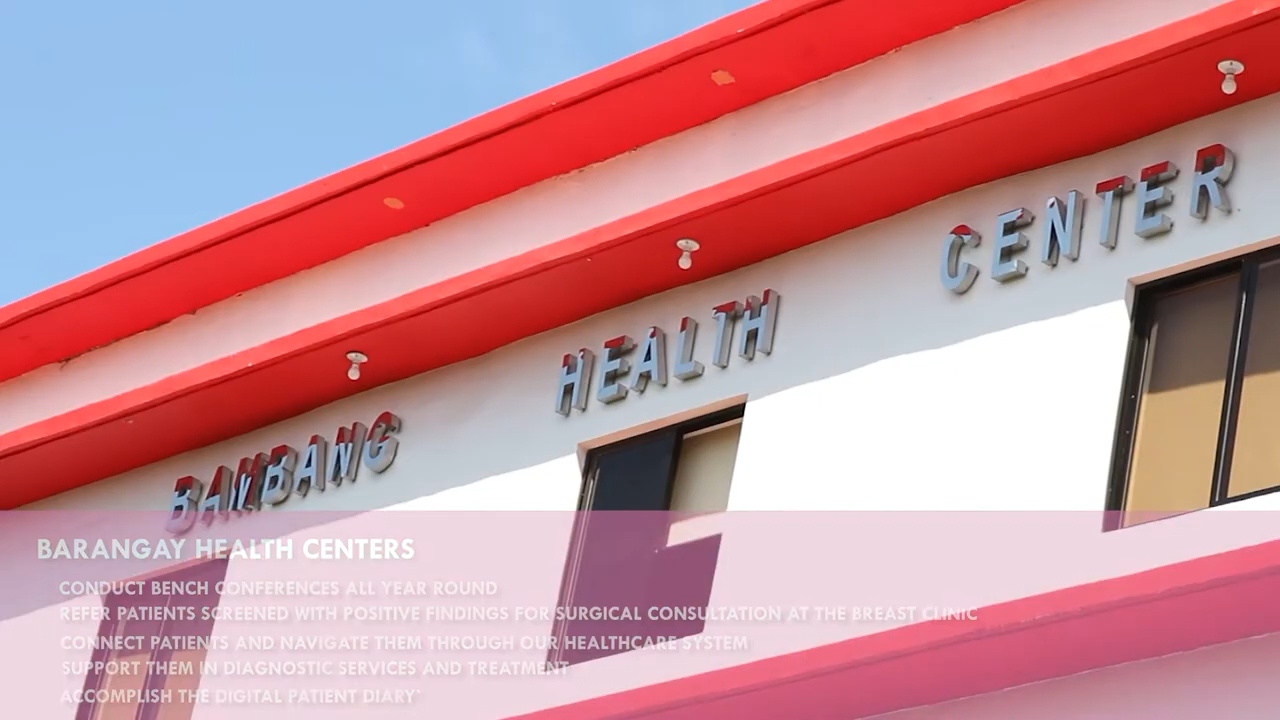 BAMBANG HEALTH CENTER
BARANGAY HEALTH CENTERS
CONDUCT BENCH CONFERENCES ALL YEAR ROUND
REFER PATIENTS SCREENED WITH POSITIVE FINDINGS FOR SURGICAL CONSULTATION AT THE BREAST CLINIC
CONNECT PATIENTS AND NAVIGATE THEM THROUGH OUR HEALTHCARE SYSTEM
SUPPORT THEM IN DIAGNOSTIC SERVICES AND TREATMENT
ACCOMPLISH THE DIGITAL PATIENT DIARY*